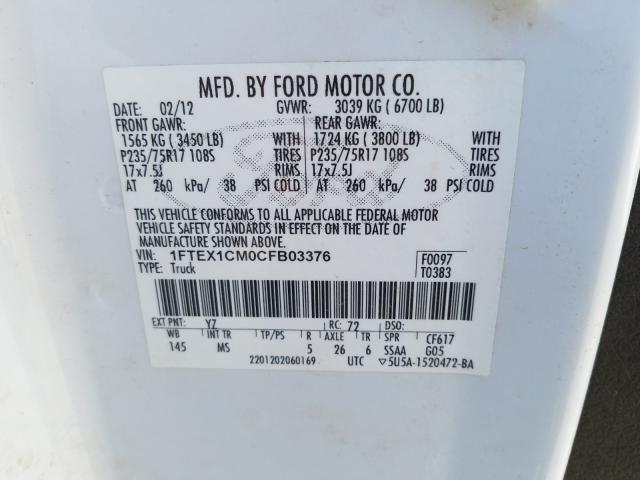 MFD. BY FORD MOTOR CO.
DATE: 02/12 GVWR: 3039 KG (6700 LB)
FRONT GAWR: REAR GAWR:
1565 KG (3450 LB) WITH 1724 KG (3800 LB) WITH
P235/75R17 108S TIRES P235/75R17 108S TIRES
17x7.5J RIMS 17x7.5J RIMS
AT 260 kPa/ 38 PSI COLD AT 260 kPa/ 38 PSI COLD
THIS VEHICLE CONFORMS TO ALL APPLICABLE FEDERAL MOTOR
VEHICLE SAFETY STANDARDS IN EFFECT ON THE DATE OF
MANUFACTURE SHOWN ABOVE.
VIN: 1FTEX1CM0CFB03376 F0097
TYPE: Truck T0383
EXT PNT: YZ RC: 72 DSO:
WB INT TR TP/PS R AXLE TR SPR CF617
145 MS 5 26 6 SSAA G05
2201202060169 UTC ▽5U5A-1520472-BA